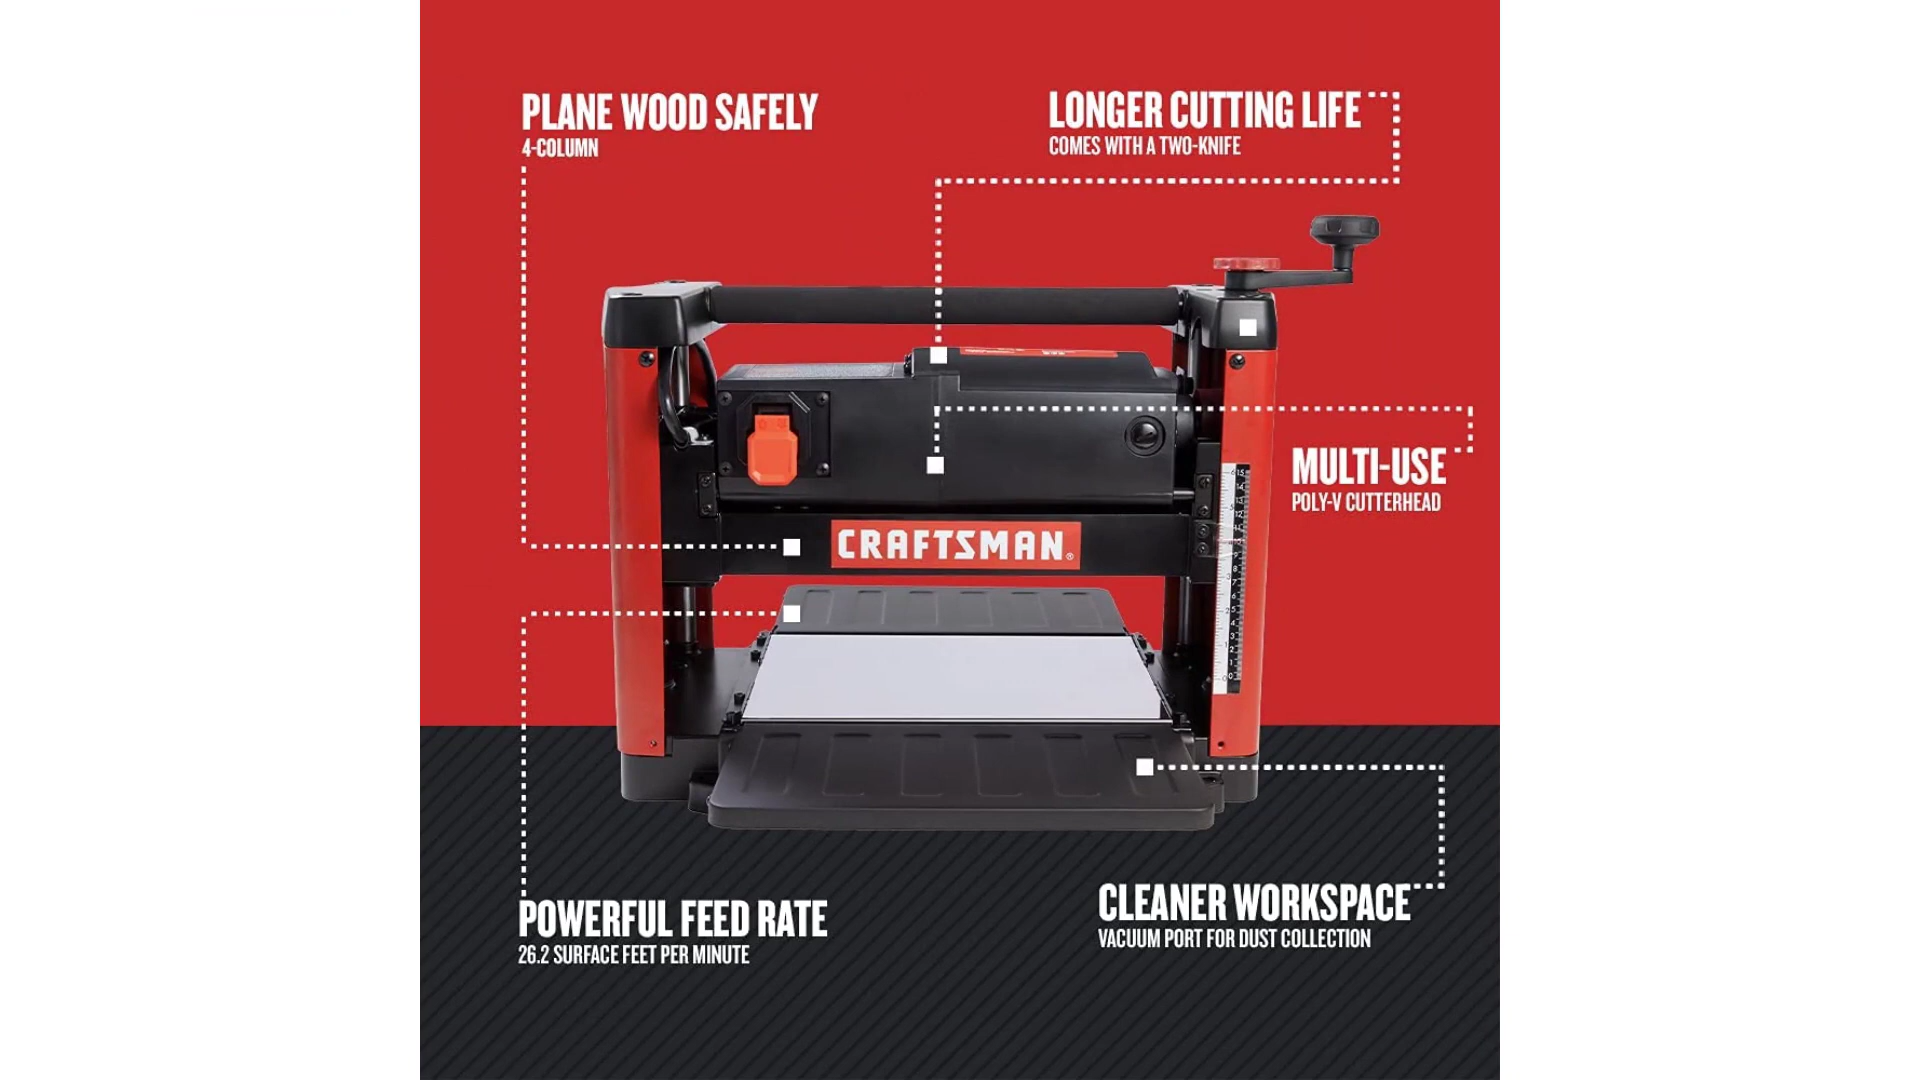 PLANE WOOD SAFELY
4-COLUMN
LONGER CUTTING LIFE
COMES WITH A TWO-KNIFE
MULTI-USE
POLY-V CUTTERHEAD
CRAFTSMAN®
POWERFUL FEED RATE
26.2 SURFACE FEET PER MINUTE
CLEANER WORKSPACE
VACUUM PORT FOR DUST COLLECTION